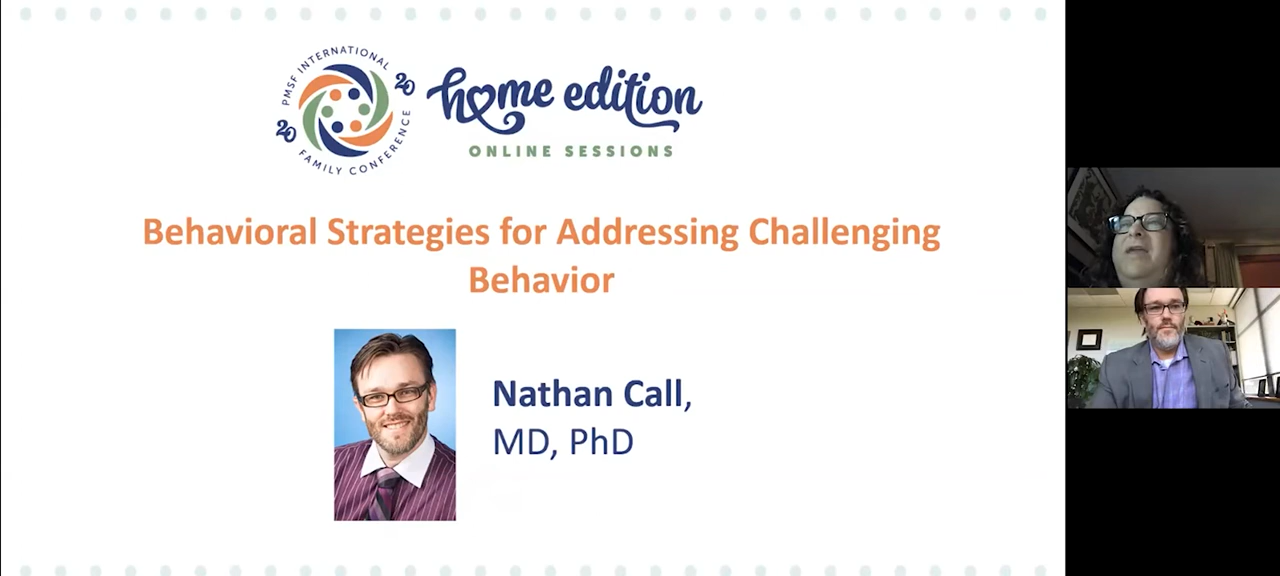 PMSF INTERNATIONAL
2020
FAMILY CONFERENCE
home edition
ONLINE SESSIONS
Behavioral Strategies for Addressing Challenging
Behavior
Nathan Call,
MD, PhD